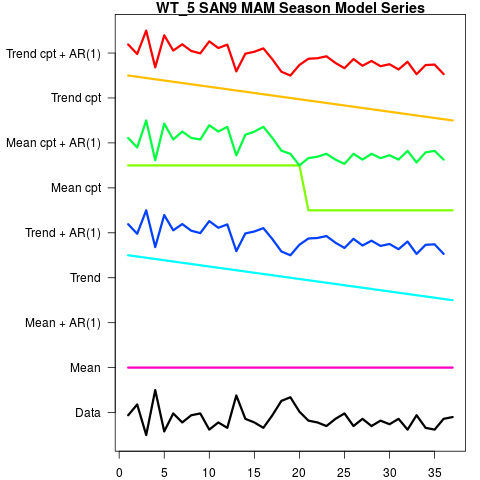 WT_5 SAN9 MAM Season Model Series
Trend cpt + AR(1)
Trend cpt
Mean cpt + AR(1)
Mean cpt
Trend + AR(1)
Trend
Mean + AR(1)
Mean
Data
0 5 10 15 20 25 30 35